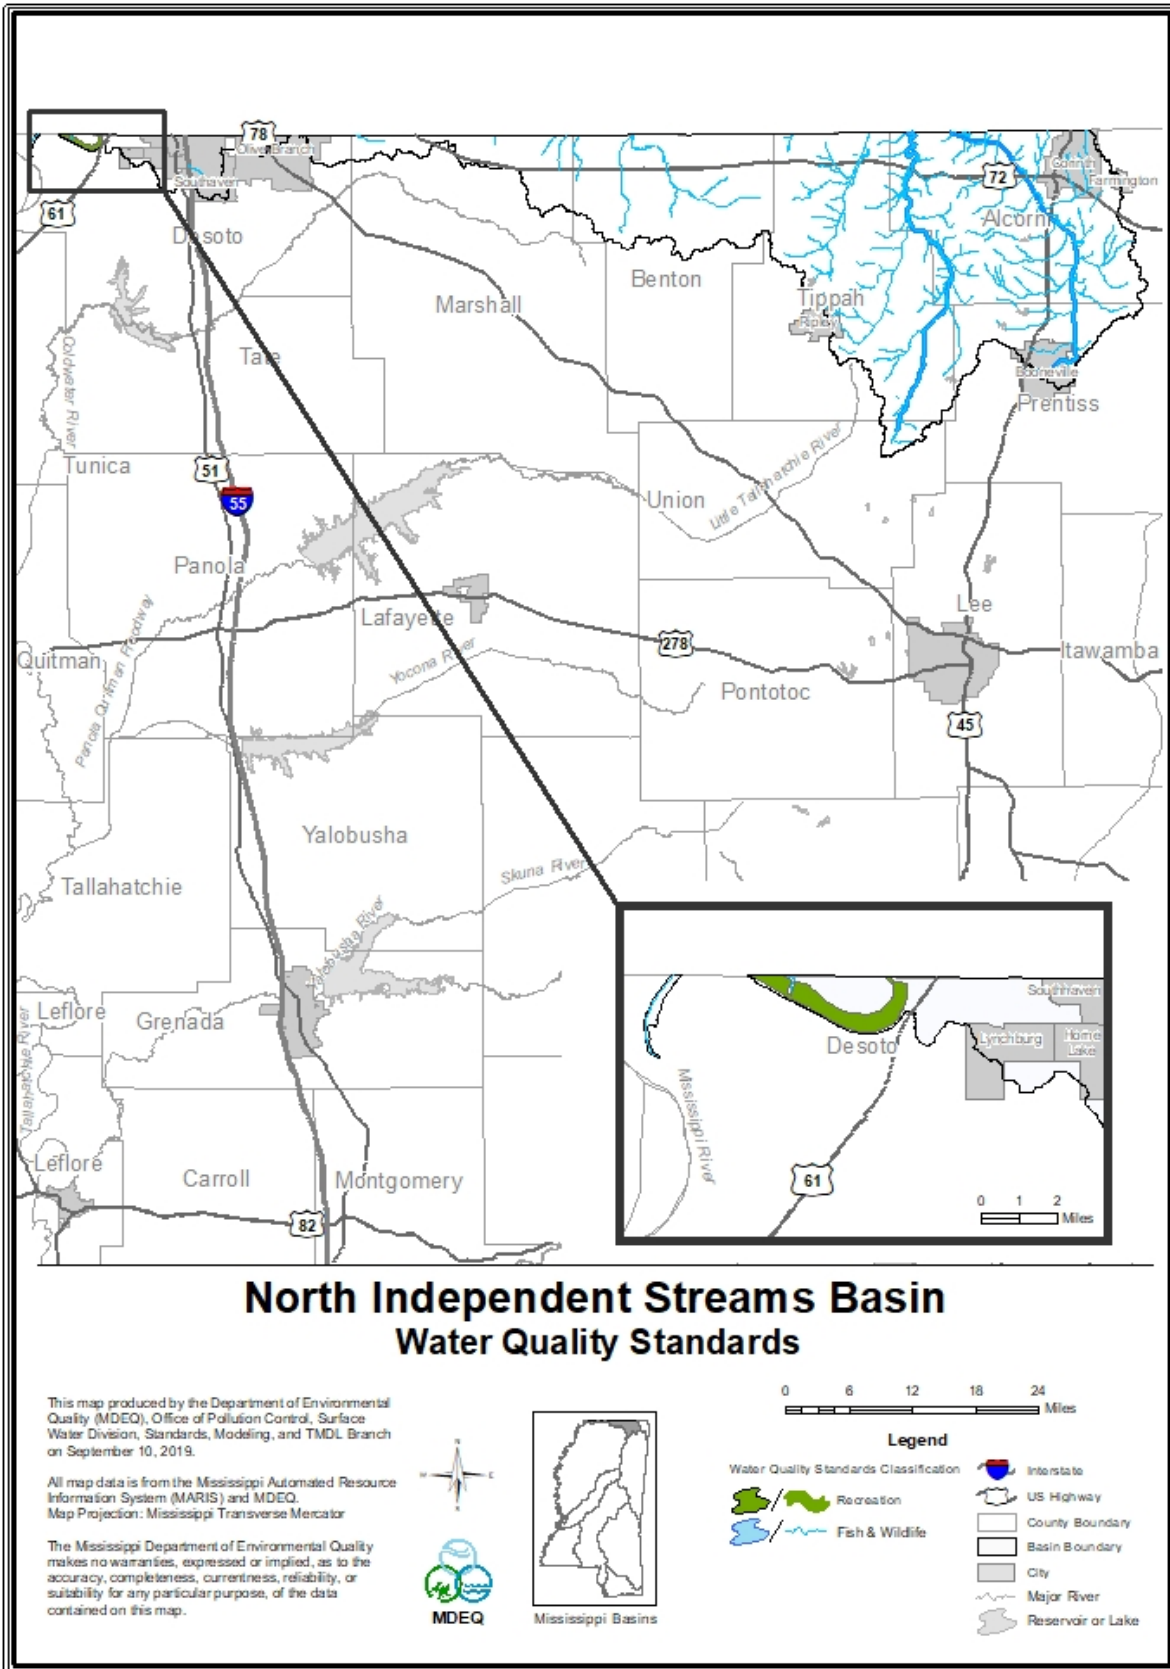 78
Olive Branch
Southaven
61
Desoto
72
Corinth
Farmington
Alcorn
Benton
Marshall
Tippah
Ripley
Tate
Coldwater River
Booneville
Prentiss
Tunica
51
55
Union
Little Tallahatchie River
Panola
Lee
Lafayette
278
Quitman
Panola Quitman Floodway
Yocona River
Itawamba
Pontotoc
45
Yalobusha
Skuna River
Tallahatchie
Yalobusha River
Leflore
Grenada
Tallahatchie River
Southhaven
Lynchburg
Horne
Lake
Desoto
Mississippi River
61
0 1 2
Miles
Leflore
Carroll
Montgomery
82
North Independent Streams Basin
Water Quality Standards
This map produced by the Department of Environmental
Quality (MDEQ), Office of Pollution Control, Surface
Water Division, Standards, Modeling, and TMDL Branch
on September 10, 2019.
All map data is from the Mississippi Automated Resource
Information System (MARIS) and MDEQ.
Map Projection: Mississippi Transverse Mercator
The Mississippi Department of Environmental Quality
makes no warranties, expressed or implied, as to the
accuracy, completeness, currentness, reliability, or
suitability for any particular purpose, of the data
contained on this map.
N
W E
S
MDEQ
Mississippi Basins
0 6 12 18 24
Miles
Legend
Water Quality Standards Classification
Recreation
Fish & Wildlife
Interstate
US Highway
County Boundary
Basin Boundary
City
Major River
Reservoir or Lake